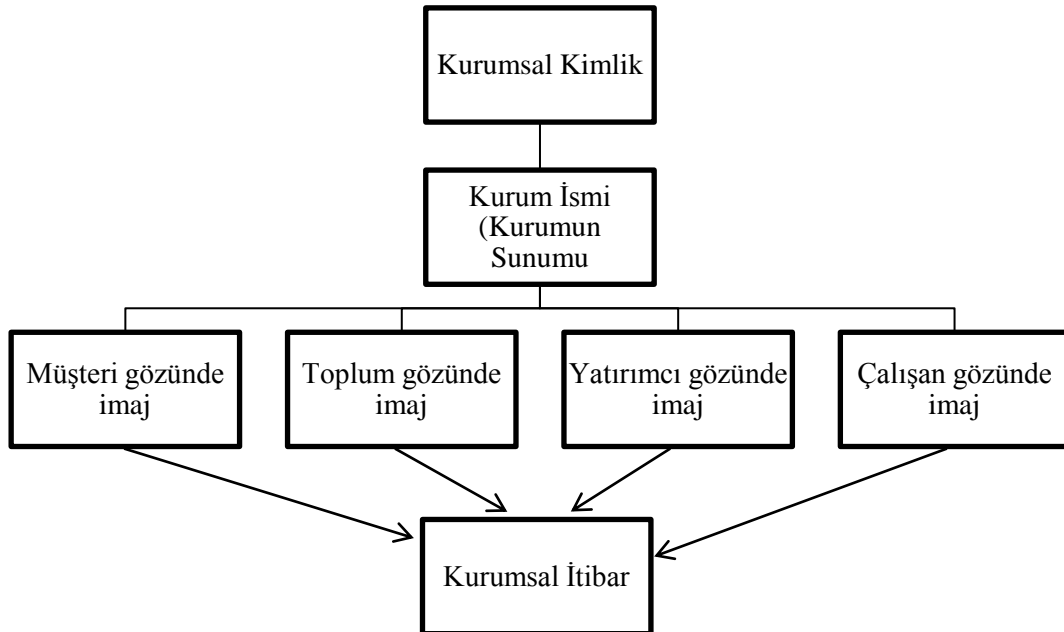 Kurumsal Kimlik
Kurum İsmi
(Kurumun
Sunumu
Müşteri gözünde
imaj
Toplum gözünde
imaj
Yatırımcı gözünde
imaj
Çalışan gözünde
imaj
Kurumsal İtibar